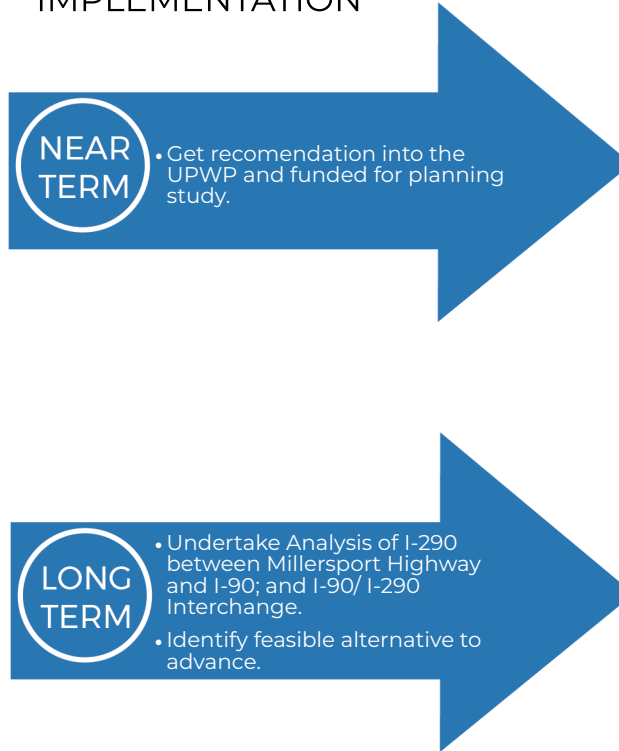 IMPLEMENTATION
NEAR
TERM
• Get recomendation into the
UPWP and funded for planning
study.
LONG
TERM
• Undertake Analysis of I-290
between Millersport Highway
and I-90; and I-90/ I-290
Interchange.
• Identify feasible alternative to
advance.